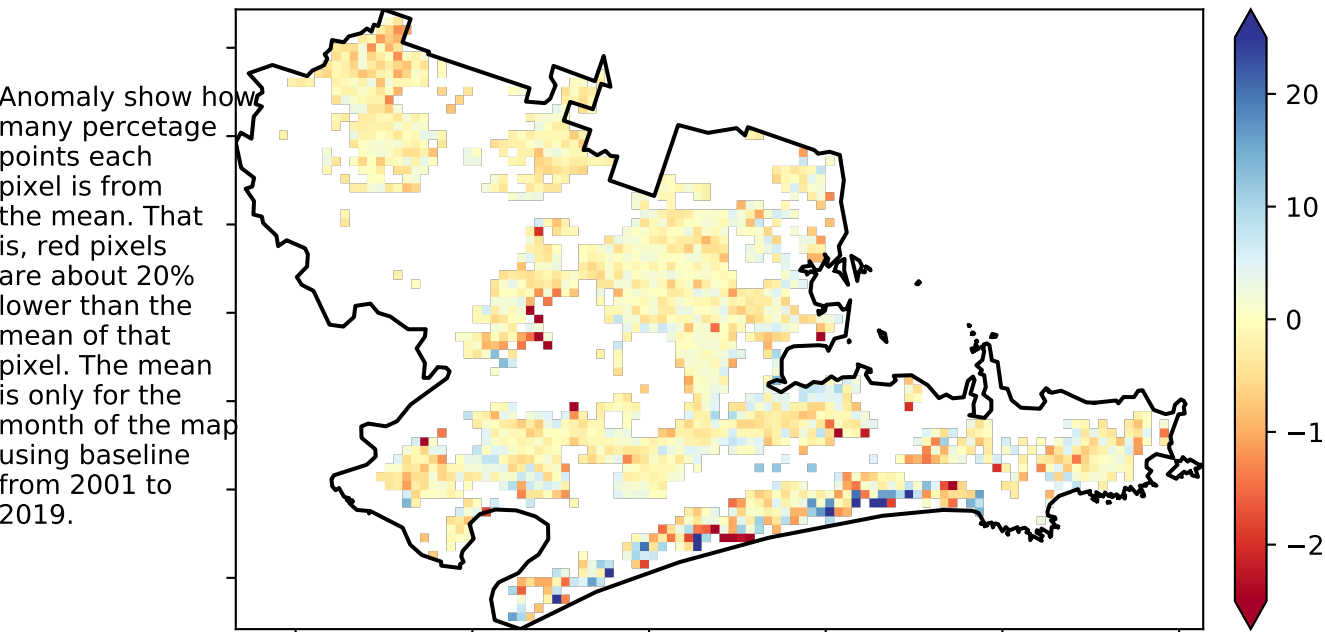 Anomaly show how
many percetage
points each
pixel is from
the mean. That
is, red pixels
are about 20%
lower than the
mean of that
pixel. The mean
is only for the
month of the map
using baseline
from 2001 to
2019.
20
10
0
−1
−2